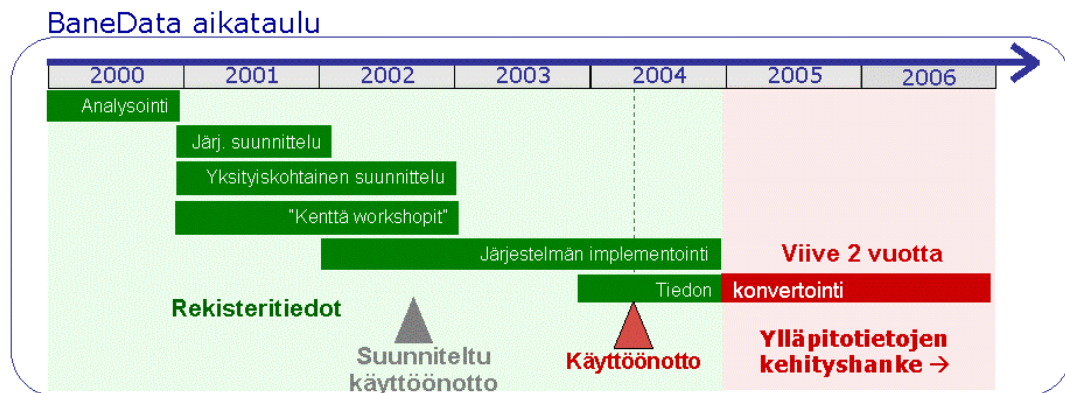 BaneData aikataulu
2000 2001 2002 2003 2004 2005 2006
Analysointi
Järj. suunnittelu
Yksityiskohtainen suunnittelu
"Kenttä workshopit"
Järjestelmän implementointi
Viive 2 vuotta
Tiedon konvertointi
Rekisteritiedot
Suunniteltu
käyttöönotto
Käyttöönotto
Ylläpitotietojen
kehityshanke →